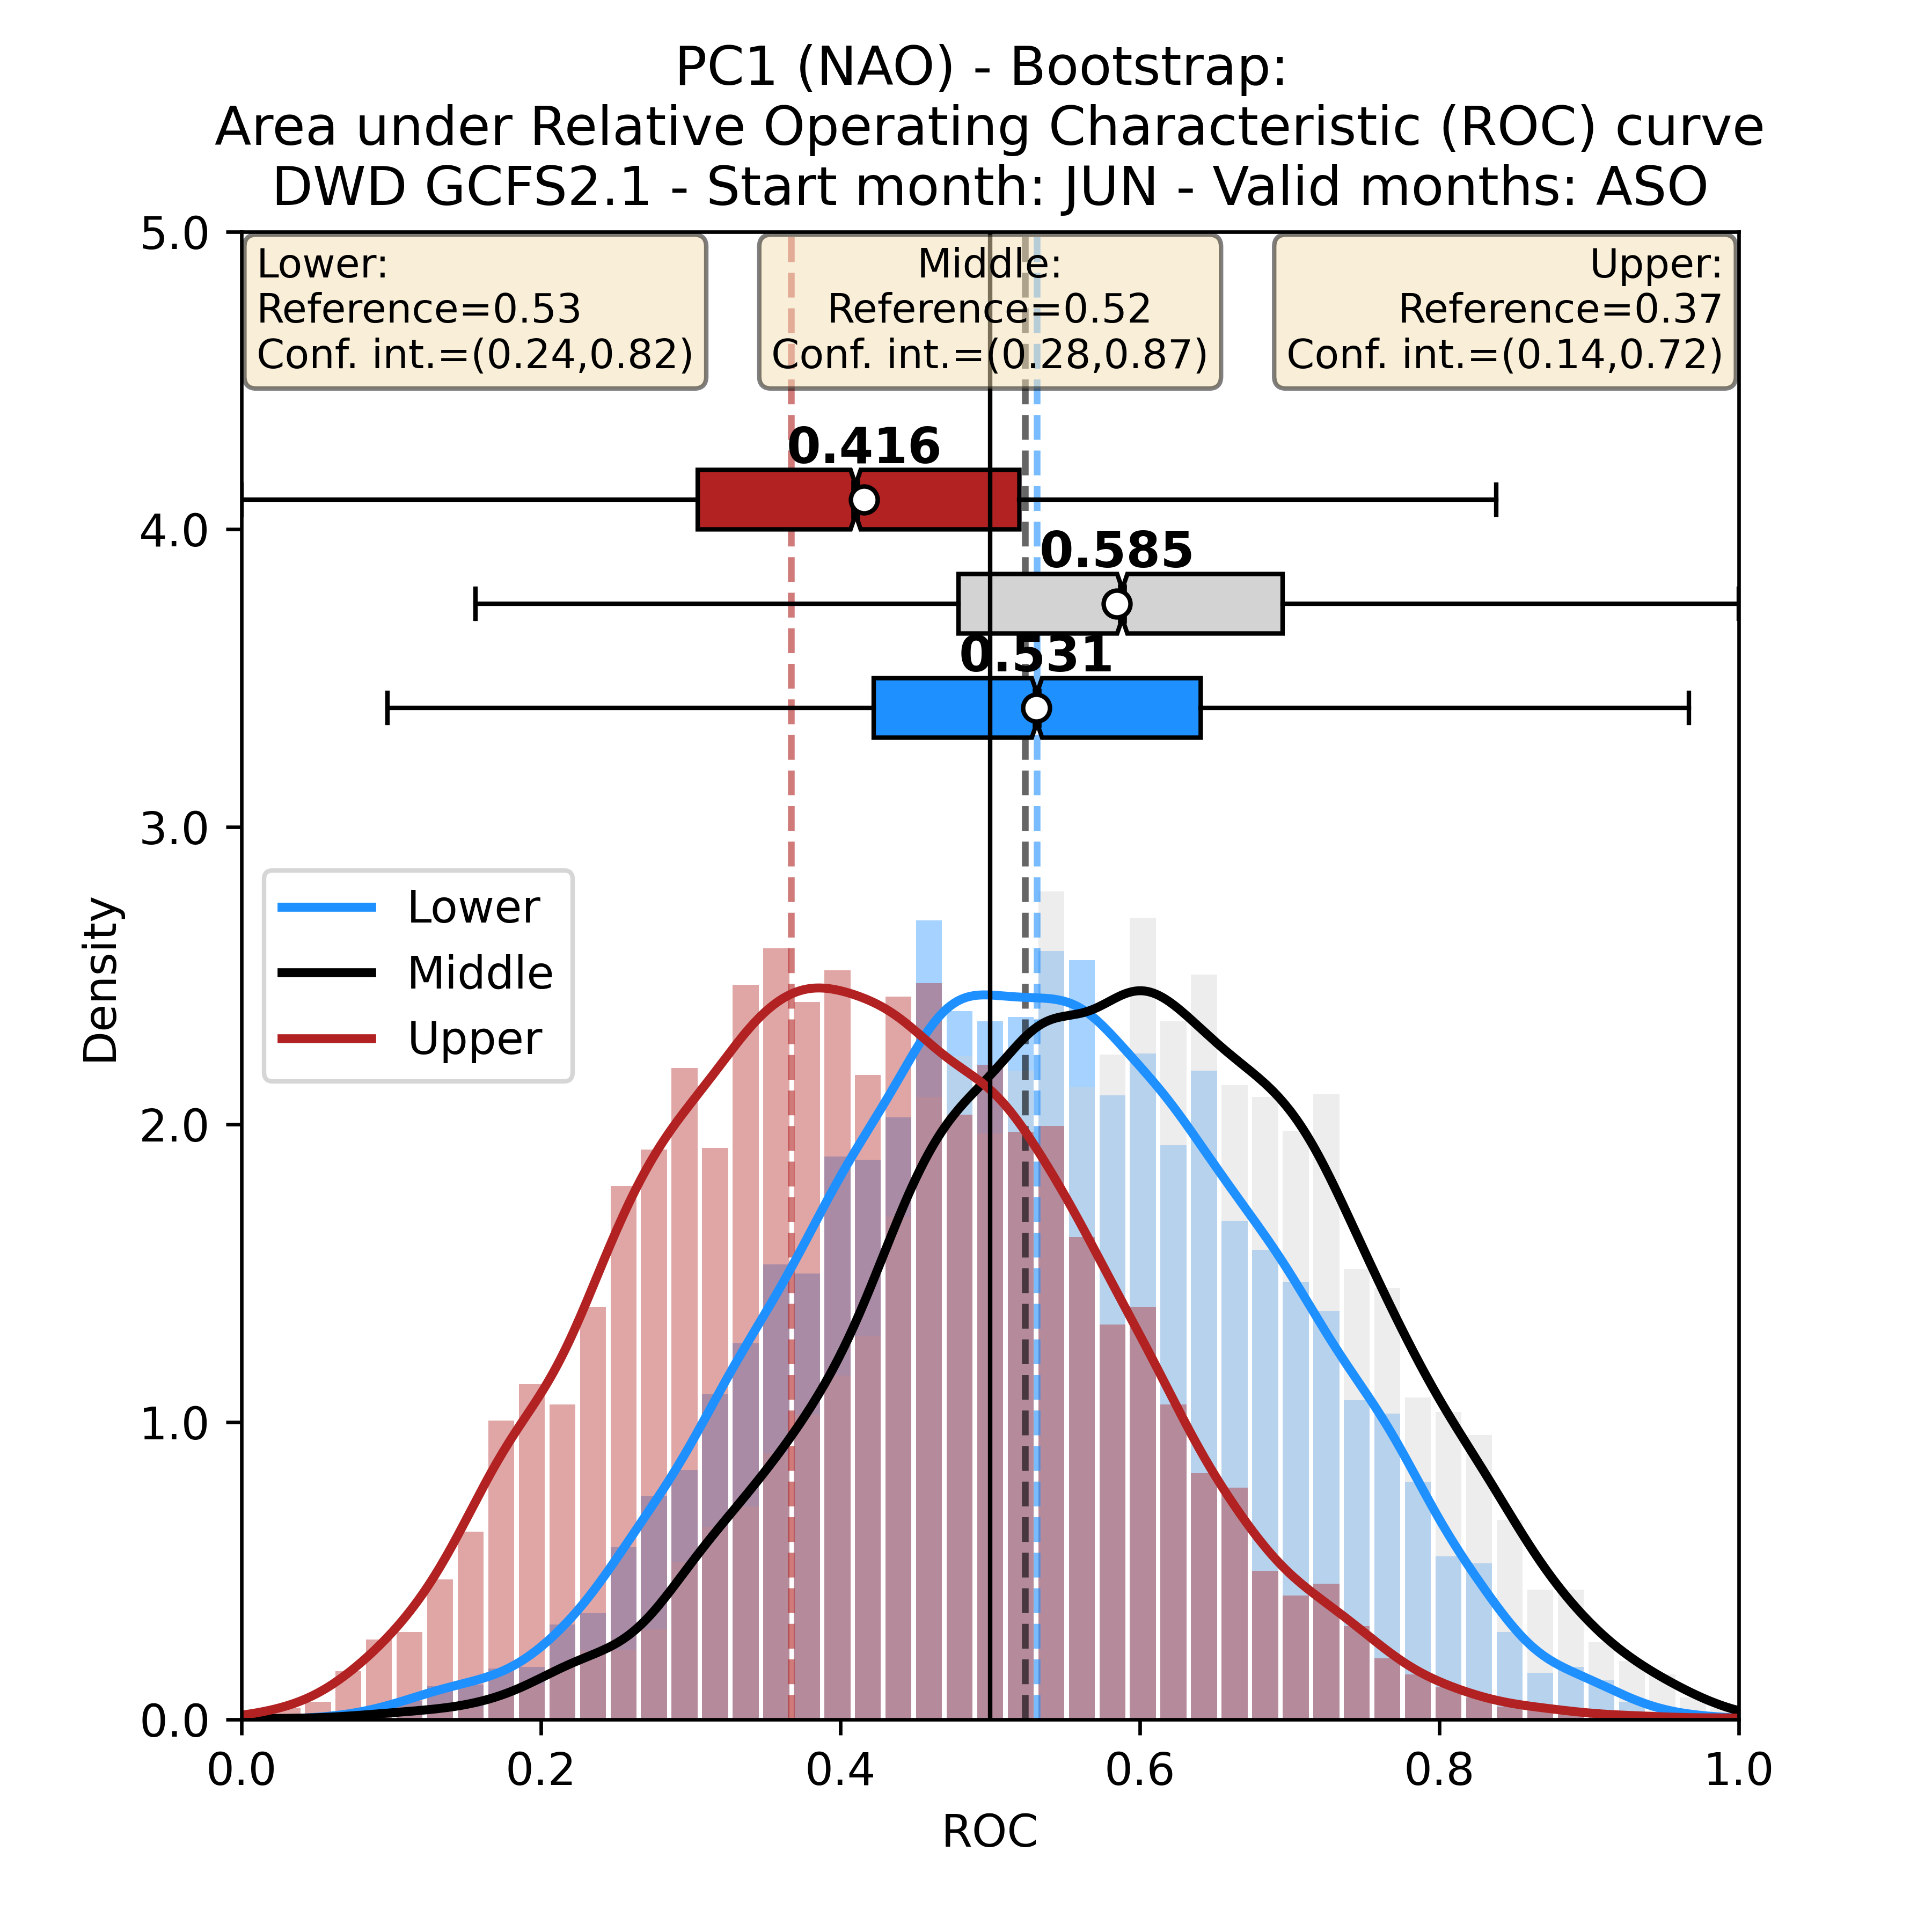 PC1 (NAO) - Bootstrap:
Area under Relative Operating Characteristic (ROC) curve
DWD GCFS2.1 - Start month: JUN - Valid months: ASO
Lower:
Reference=0.53
Conf. int.=(0.24,0.82)
Middle:
Reference=0.52
Conf. int.=(0.28,0.87)
Upper:
Reference=0.37
Conf. int.=(0.14,0.72)
0.416
0.585
0.531
Lower
Middle
Upper
Density
5.0
4.0
3.0
2.0
1.0
0.0
0.0 0.2 0.4 0.6 0.8 1.0
ROC